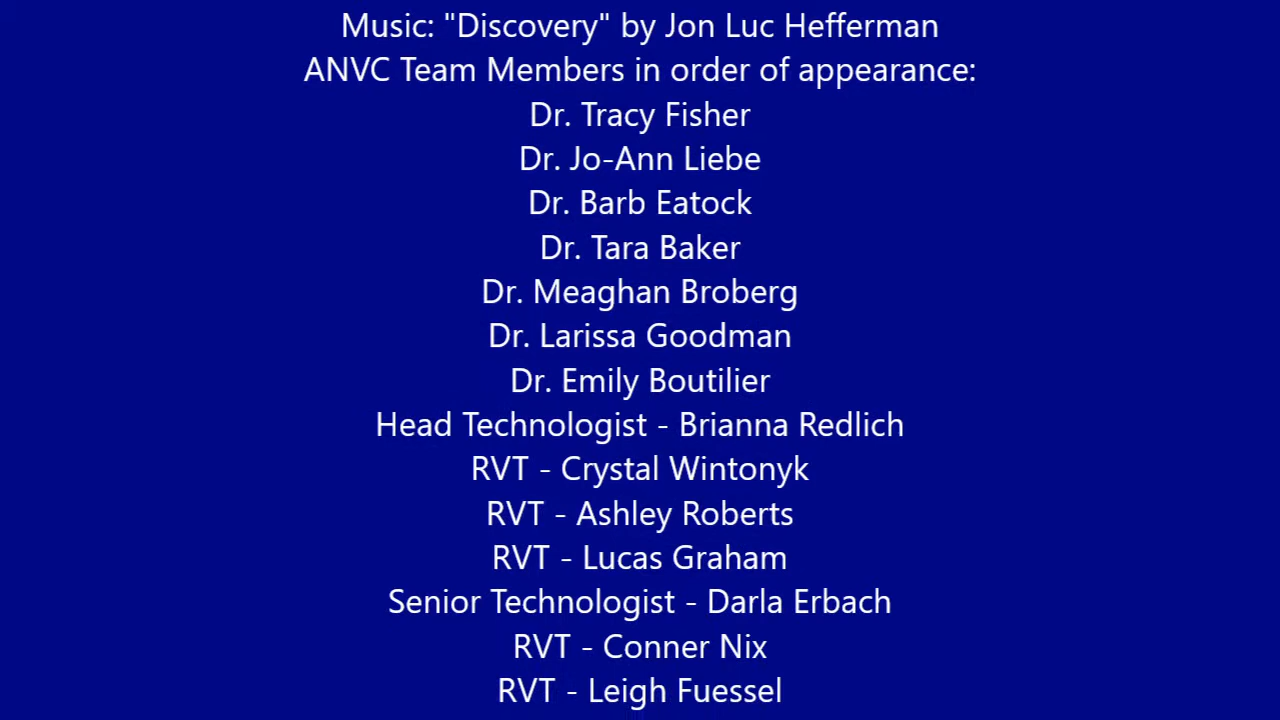 Music: "Discovery" by Jon Luc Hefferman
ANVC Team Members in order of appearance:
Dr. Tracy Fisher
Dr. Jo-Ann Liebe
Dr. Barb Eatock
Dr. Tara Baker
Dr. Meaghan Broberg
Dr. Larissa Goodman
Dr. Emily Boutilier
Head Technologist - Brianna Redlich
RVT - Crystal Wintonyk
RVT - Ashley Roberts
RVT - Lucas Graham
Senior Technologist - Darla Erbach
RVT - Conner Nix
RVT - Leigh Fuessel